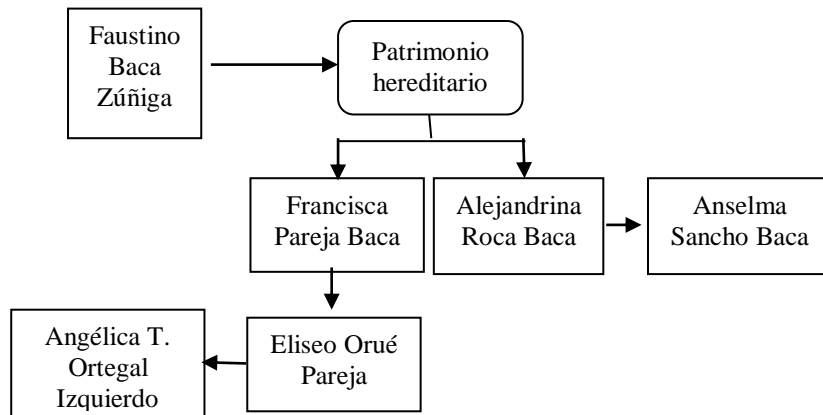 Faustino
Baca
Zúñiga
Patrimonio
hereditario
Francisca
Pareja Baca
Alejandrina
Roca Baca
Anselma
Sancho Baca
Angélica T.
Ortegal
Izquierdo
Eliseo Orué
Pareja